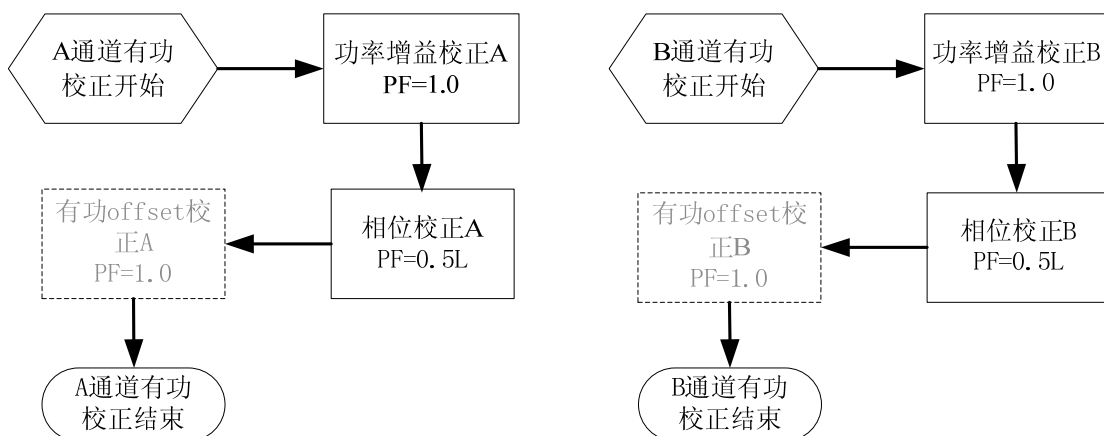 A通道有功
校正开始
功率增益校正A
PF=1.0
有功offset校
正A
PF=1.0
相位校正A
PF=0.5L
A通道有功
校正结束
B通道有功
校正开始
功率增益校正B
PF=1.0
有功offset校
正B
PF=1.0
相位校正B
PF=0.5L
B通道有功
校正结束